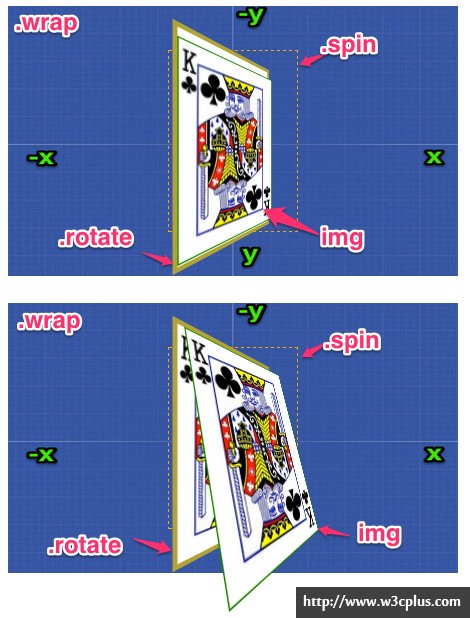 .wrap
-y
.spin
K
-x
x
K
.rotate
img
y
.wrap
-y
.spin
K
-x
x
K
.rotate
img
http://www.w3cplus.com